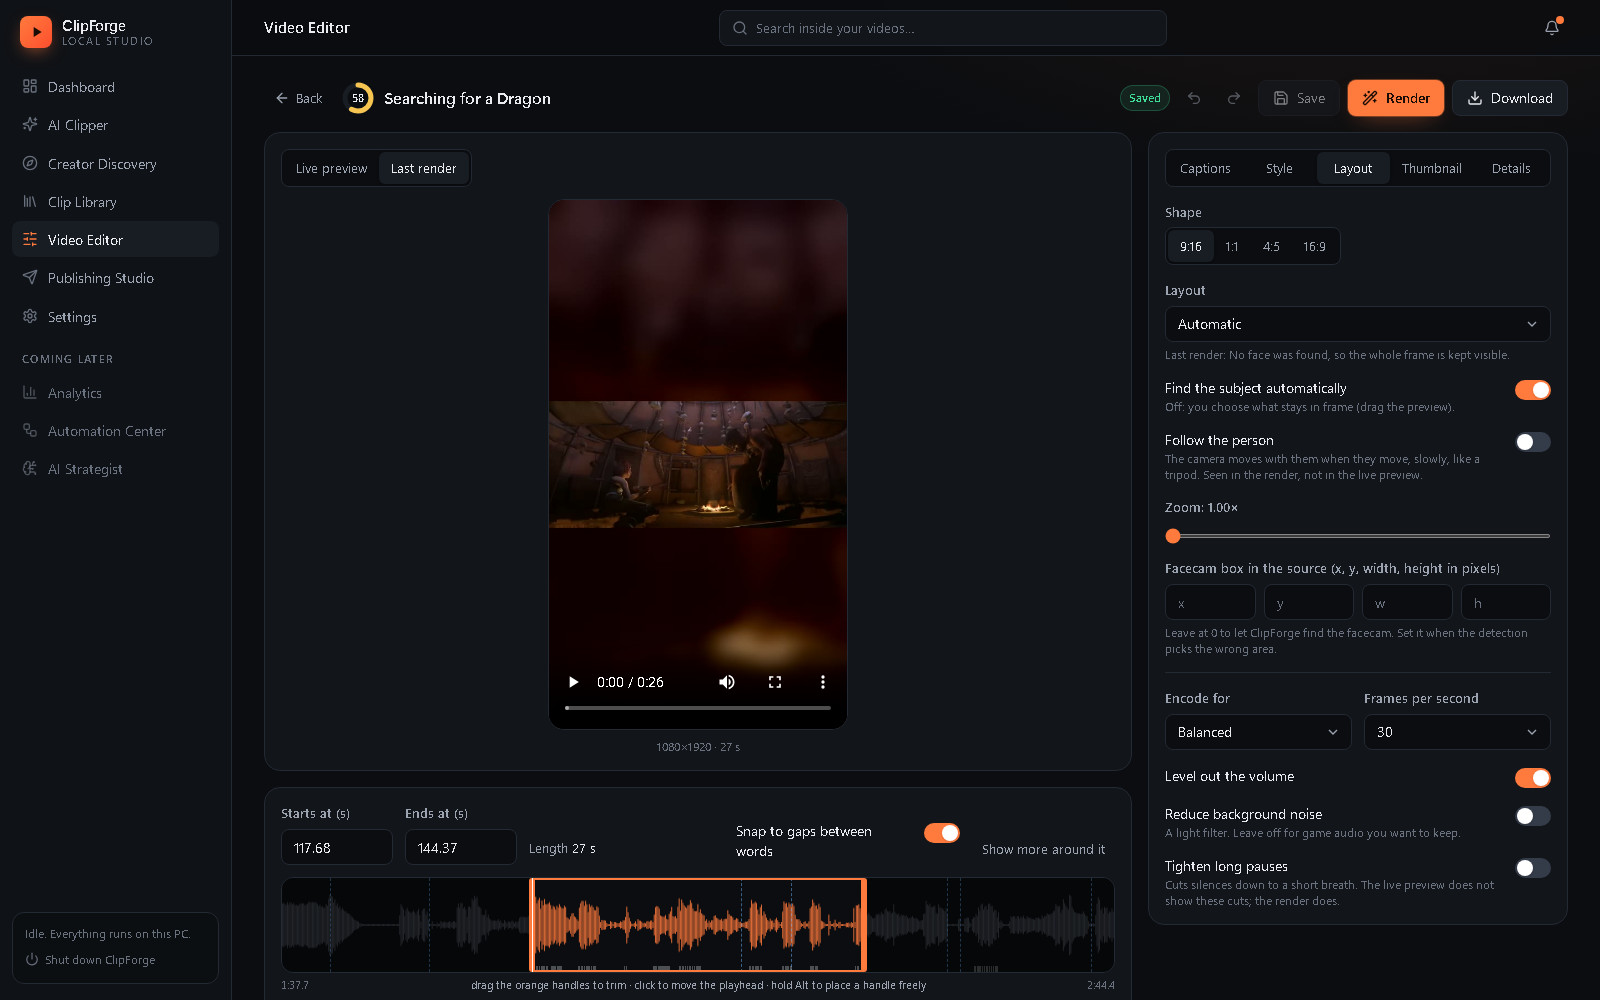 ClipForge
LOCAL STUDIO
Dashboard
AI Clipper
Creator Discovery
Clip Library
Video Editor
Publishing Studio
Settings
COMING LATER
Analytics
Automation Center
AI Strategist
Idle. Everything runs on this PC.
Shut down ClipForge
Video Editor
Search inside your videos...
Back
58
Searching for a Dragon
Saved
Save
Render
Download
Live preview
Last render
0:00 / 0:26
1080×1920 · 27 s
Starts at (s)
Ends at (s)
117.68
144.37
Length 27 s
Snap to gaps between
words
Show more around it
1:37.7
drag the orange handles to trim · click to move the playhead · hold Alt to place a handle freely
2:44.4
Captions
Style
Layout
Thumbnail
Details
Shape
9:16
1:1
4:5
16:9
Layout
Automatic
Last render: No face was found, so the whole frame is kept visible.
Find the subject automatically
Off: you choose what stays in frame (drag the preview).
Follow the person
The camera moves with them when they move, slowly, like a
tripod. Seen in the render, not in the live preview.
Zoom: 1.00×
Facecam box in the source (x, y, width, height in pixels)
x
y
w
h
Leave at 0 to let ClipForge find the facecam. Set it when the detection
picks the wrong area.
Encode for
Frames per second
Balanced
30
Level out the volume
Reduce background noise
A light filter. Leave off for game audio you want to keep.
Tighten long pauses
Cuts silences down to a short breath. The live preview does not
show these cuts; the render does.